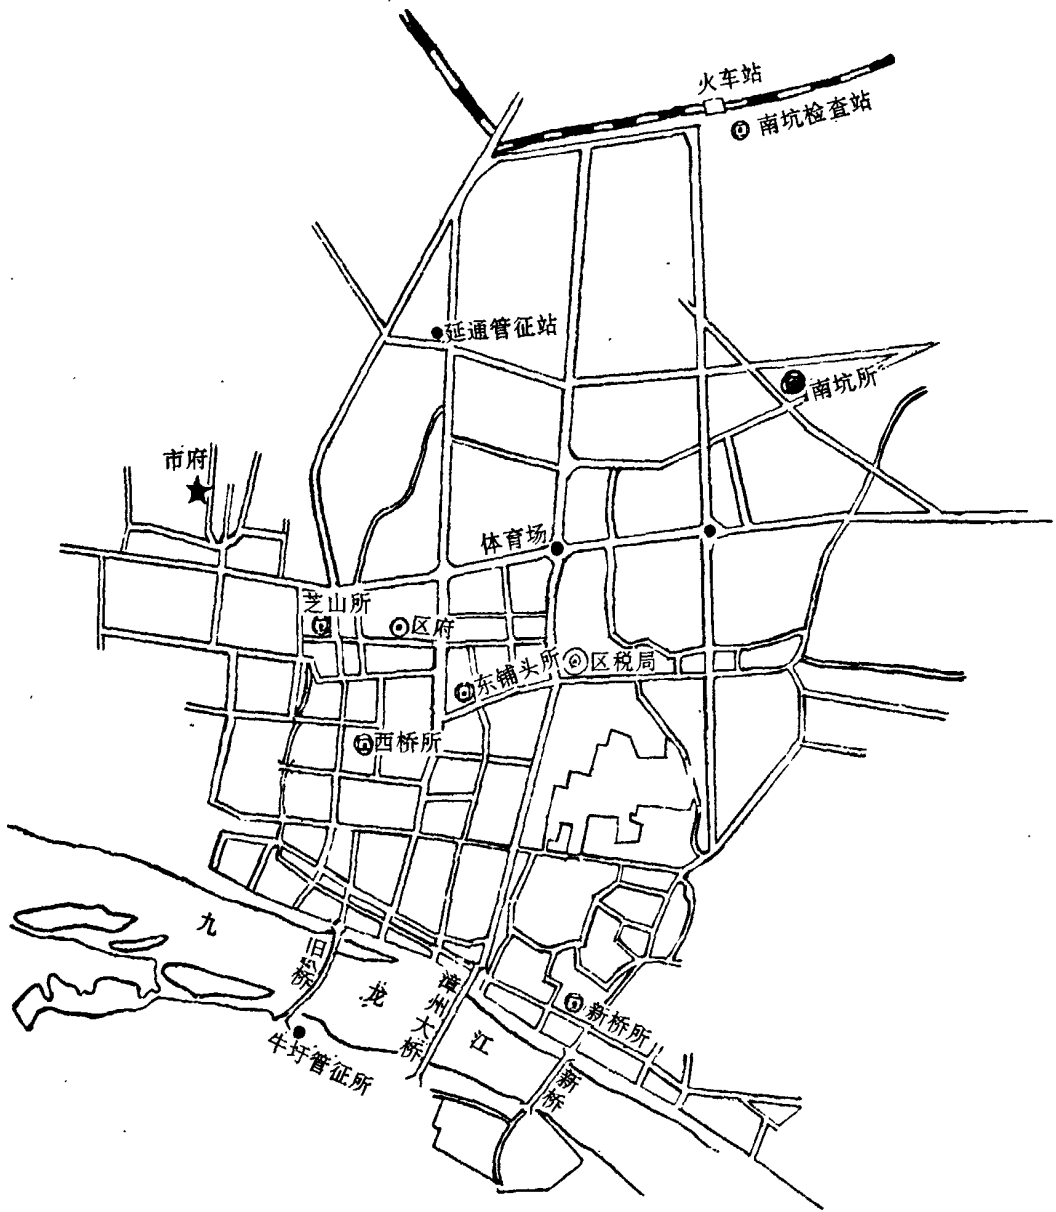 火车站
南坑检查站
延通管征站
南坑所
市府
体育场
芝山所
区府
东铺头所
区税局
西桥所
九
龙
江
旧桥
漳州大桥
新桥所
新桥
牛圩管征所